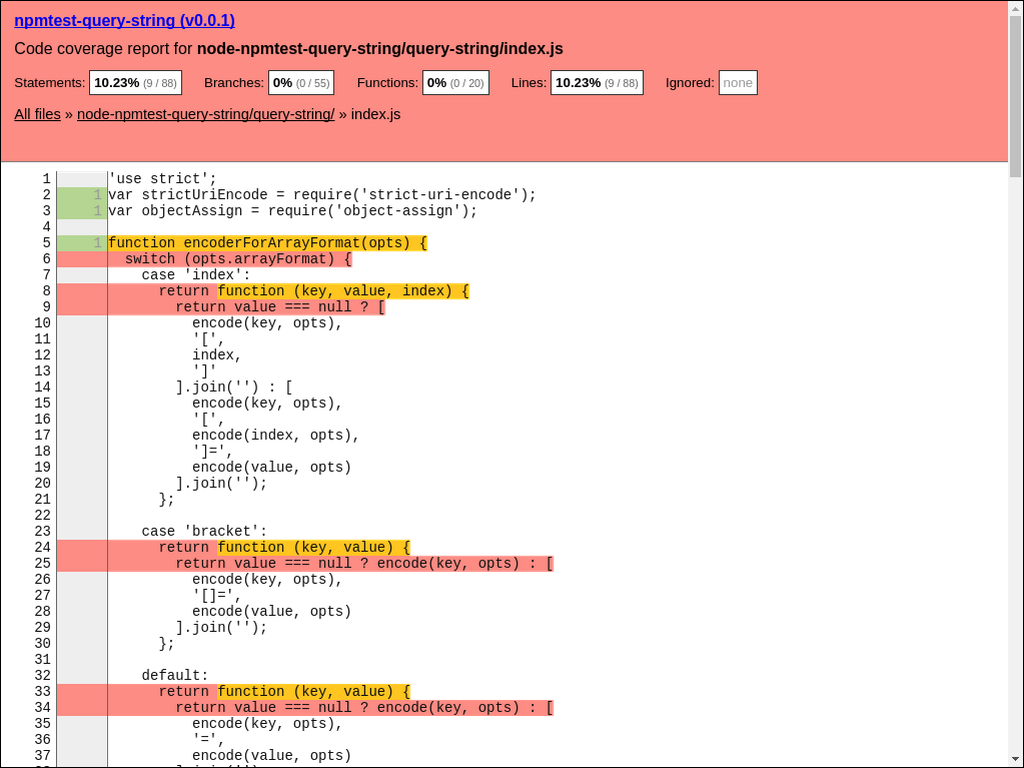 npmtest-query-string (v0.0.1)
Code coverage report for node-npmtest-query-string/query-string/index.js
Statements: 10.23% (9 / 88) Branches: 0% (0 / 55) Functions: 0% (0 / 20) Lines: 10.23% (9 / 88) Ignored: none
All files » node-npmtest-query-string/query-string/ » index.js
1 'use strict';
2 1 var strictUriEncode = require('strict-uri-encode');
3 1 var objectAssign = require('object-assign');
4
5 1 function encoderForArrayFormat(opts) {
6   switch (opts.arrayFormat) {
7     case 'index':
8       return function (key, value, index) {
9         return value === null ? [
10           encode(key, opts),
11           '[',
12           index,
13           ']'
14         ].join('') : [
15           encode(key, opts),
16           '[',
17           encode(index, opts),
18           ']=',
19           encode(value, opts)
20         ].join('');
21       };
22
23     case 'bracket':
24       return function (key, value) {
25         return value === null ? encode(key, opts) : [
26           encode(key, opts),
27           '[]=',
28           encode(value, opts)
29         ].join('');
30       };
31
32     default:
33       return function (key, value) {
34         return value === null ? encode(key, opts) : [
35           encode(key, opts),
36           '=',
37           encode(value, opts)